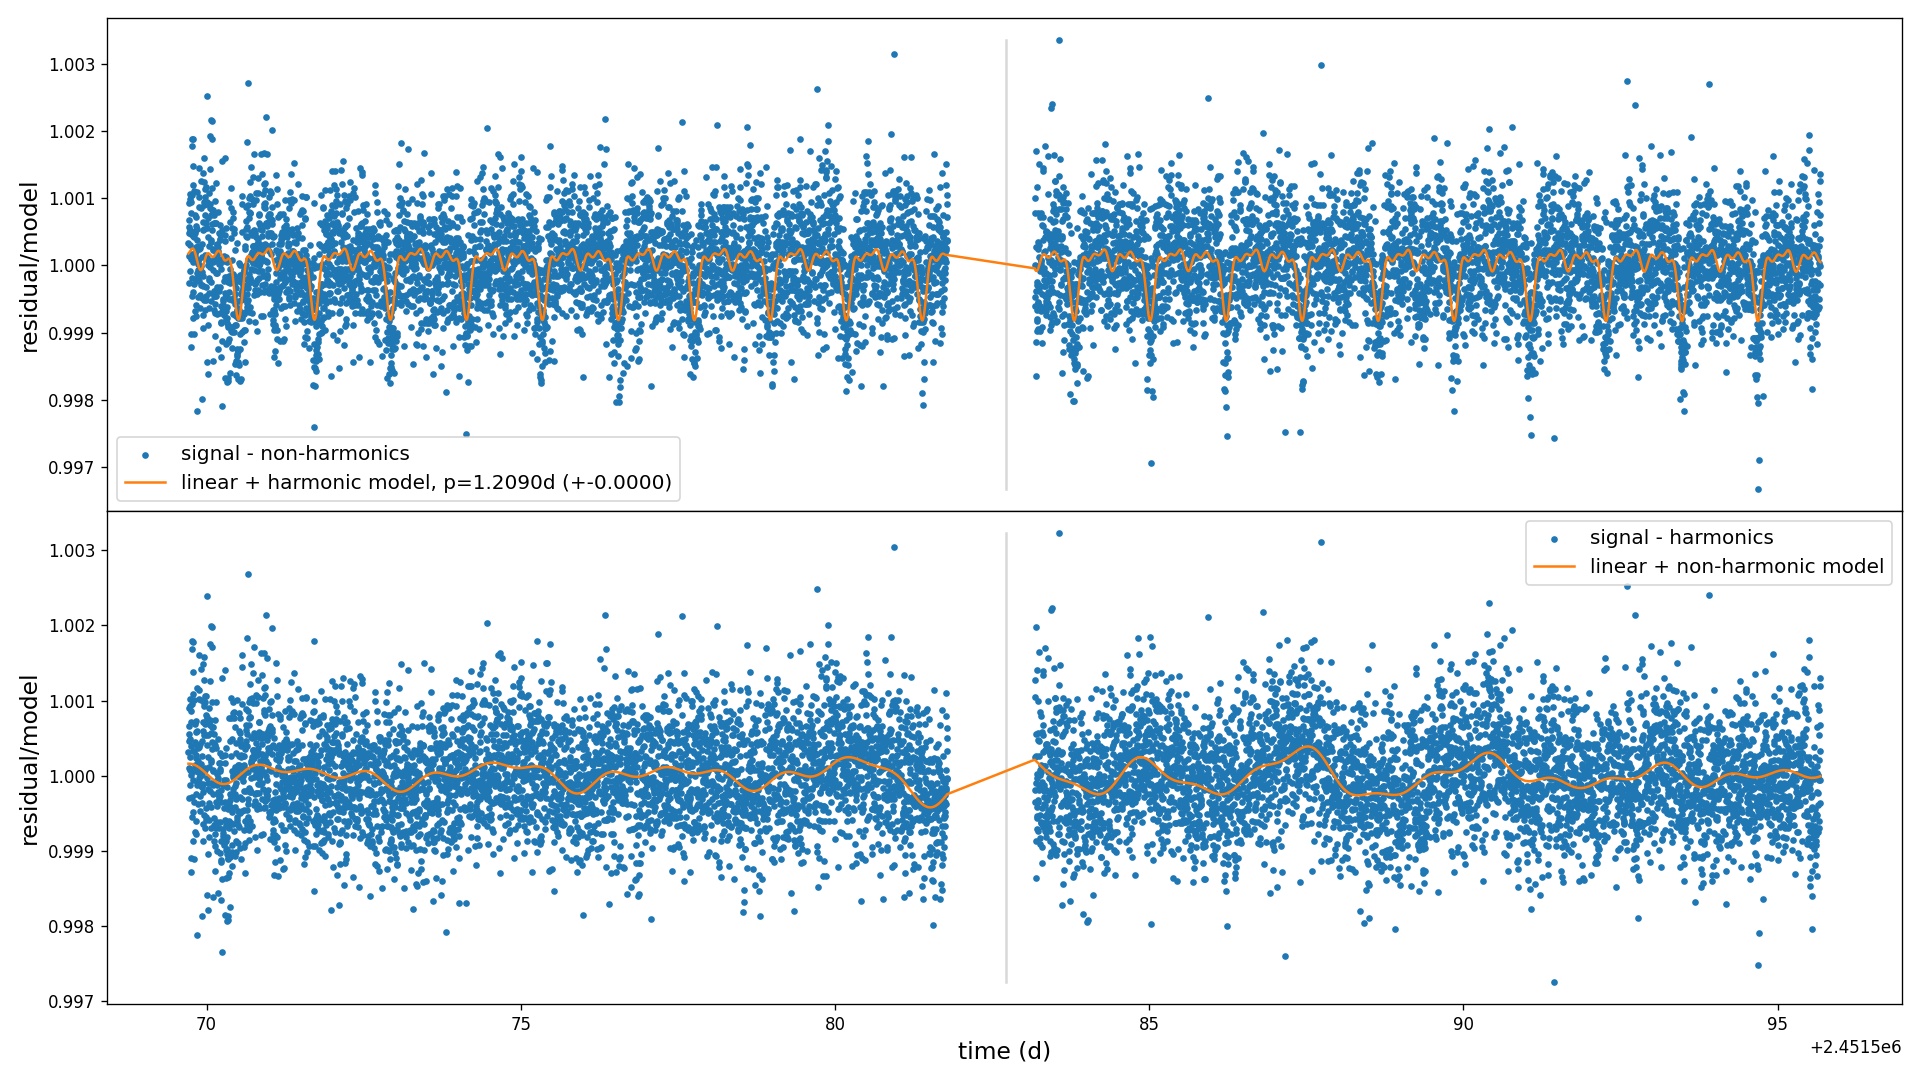 1.003
1.002
1.001
1.000
0.999
0.998
0.997
residual/model
signal - non-harmonics
linear + harmonic model, p=1.2090d (+-0.0000)
1.003
1.002
1.001
1.000
0.999
0.998
0.997
residual/model
signal - harmonics
linear + non-harmonic model
70 75 80 85 90 95
time (d)
+2.4515e6